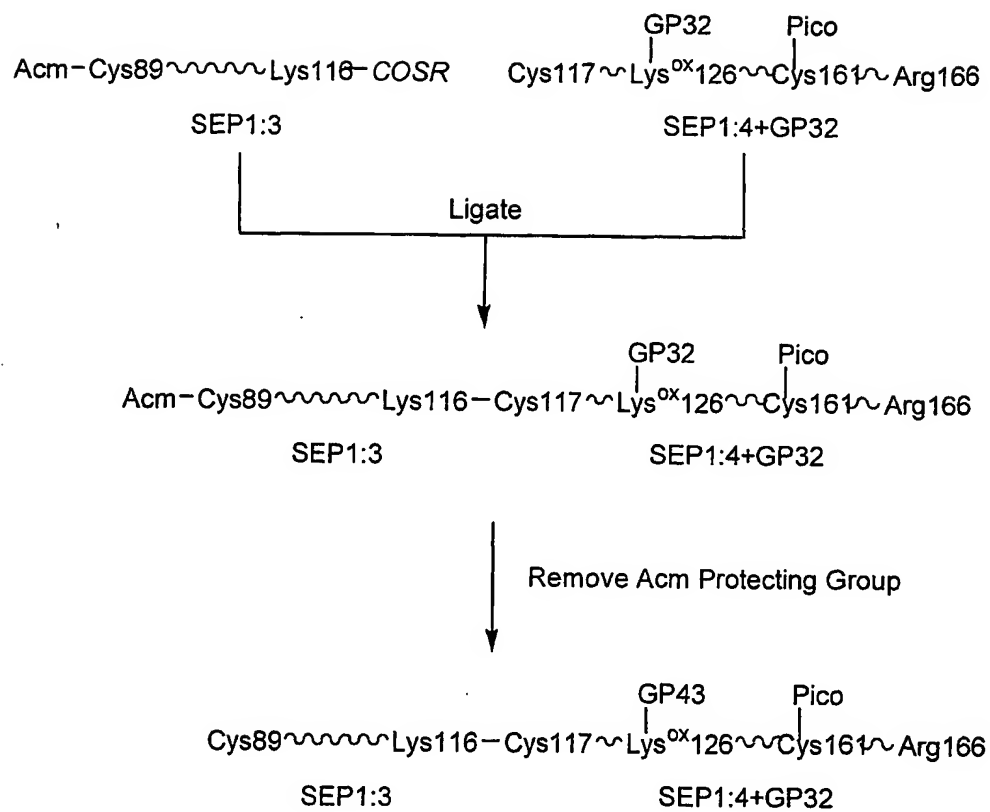 GP32 Pico
Acm–Cys89 Lys116–COSR Cys117~Lys^ox126 Cys161 Arg166
SEP1:3 SEP1:4+GP32
Ligate
GP32 Pico
Acm–Cys89 Lys116–Cys117~Lys^ox126 Cys161 Arg166
SEP1:3 SEP1:4+GP32
Remove Acm Protecting Group
GP43 Pico
Cys89 Lys116–Cys117~Lys^ox126 Cys161 Arg166
SEP1:3 SEP1:4+GP32